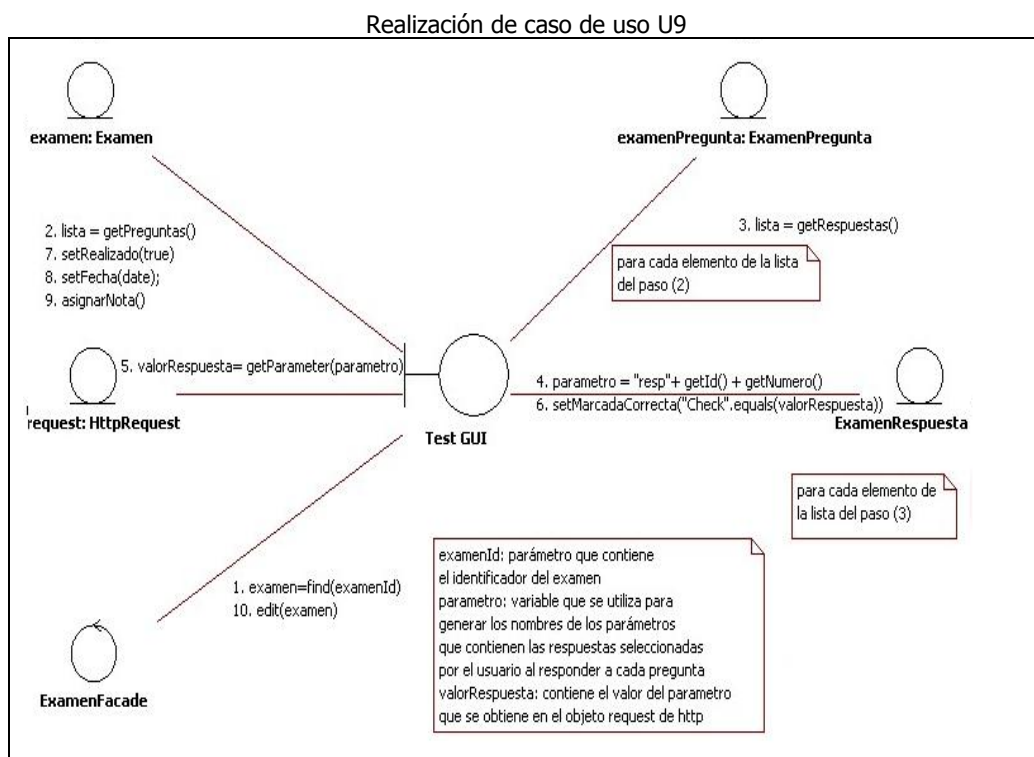 Realización de caso de uso U9
examen: Examen
examenPregunta: ExamenPregunta
2. lista = getPreguntas()
7. setRealizado(true)
8. setFecha(date);
9. asignarNota()
3. lista = getRespuestas()
para cada elemento de la lista
del paso (2)
5. valorRespuesta= getParameter(parametro)
request: HttpRequest
Test GUI
4. parametro = "resp"+ getId() + getNumero()
6. setMarcadaCorrecta("Check".equals(valorRespuesta))
ExamenRespuesta
para cada elemento de
la lista del paso (3)
1. examen=find(examenId)
10. edit(examen)
ExamenFacade
examenId: parámetro que contiene
el identificador del examen
parametro: variable que se utiliza para
generar los nombres de los parámetros
que contienen las respuestas seleccionadas
por el usuario al responder a cada pregunta
valorRespuesta: contiene el valor del parametro
que se obtiene en el objeto request de http